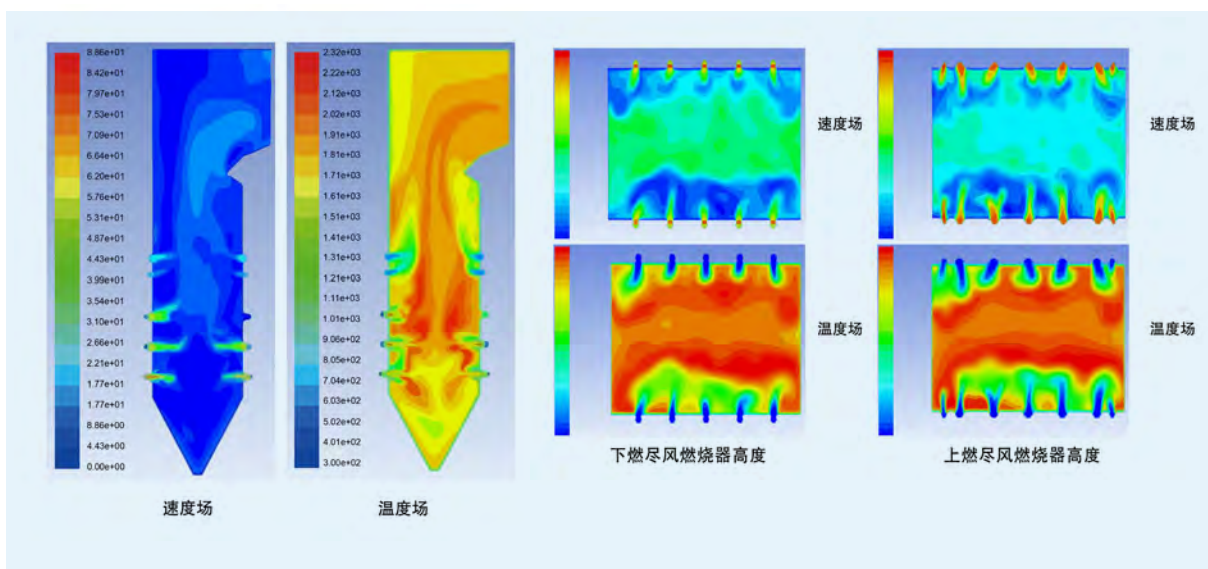 8.86e+01
8.42e+01
7.97e+01
7.53e+01
7.09e+01
6.64e+01
6.20e+01
5.76e+01
5.31e+01
4.87e+01
4.43e+01
3.99e+01
3.54e+01
3.10e+01
2.66e+01
2.21e+01
1.77e+01
1.77e+01
8.86e+00
4.43e+00
0.00e+00
速度场
2.32e+03
2.22e+03
2.12e+03
2.02e+03
1.91e+03
1.81e+03
1.71e+03
1.61e+03
1.51e+03
1.41e+03
1.31e+03
1.21e+03
1.11e+03
1.01e+03
9.06e+02
8.05e+02
7.04e+02
6.03e+02
5.02e+02
4.01e+02
3.00e+02
温度场
速度场
温度场
下燃尽风燃烧器高度
速度场
温度场
上燃尽风燃烧器高度